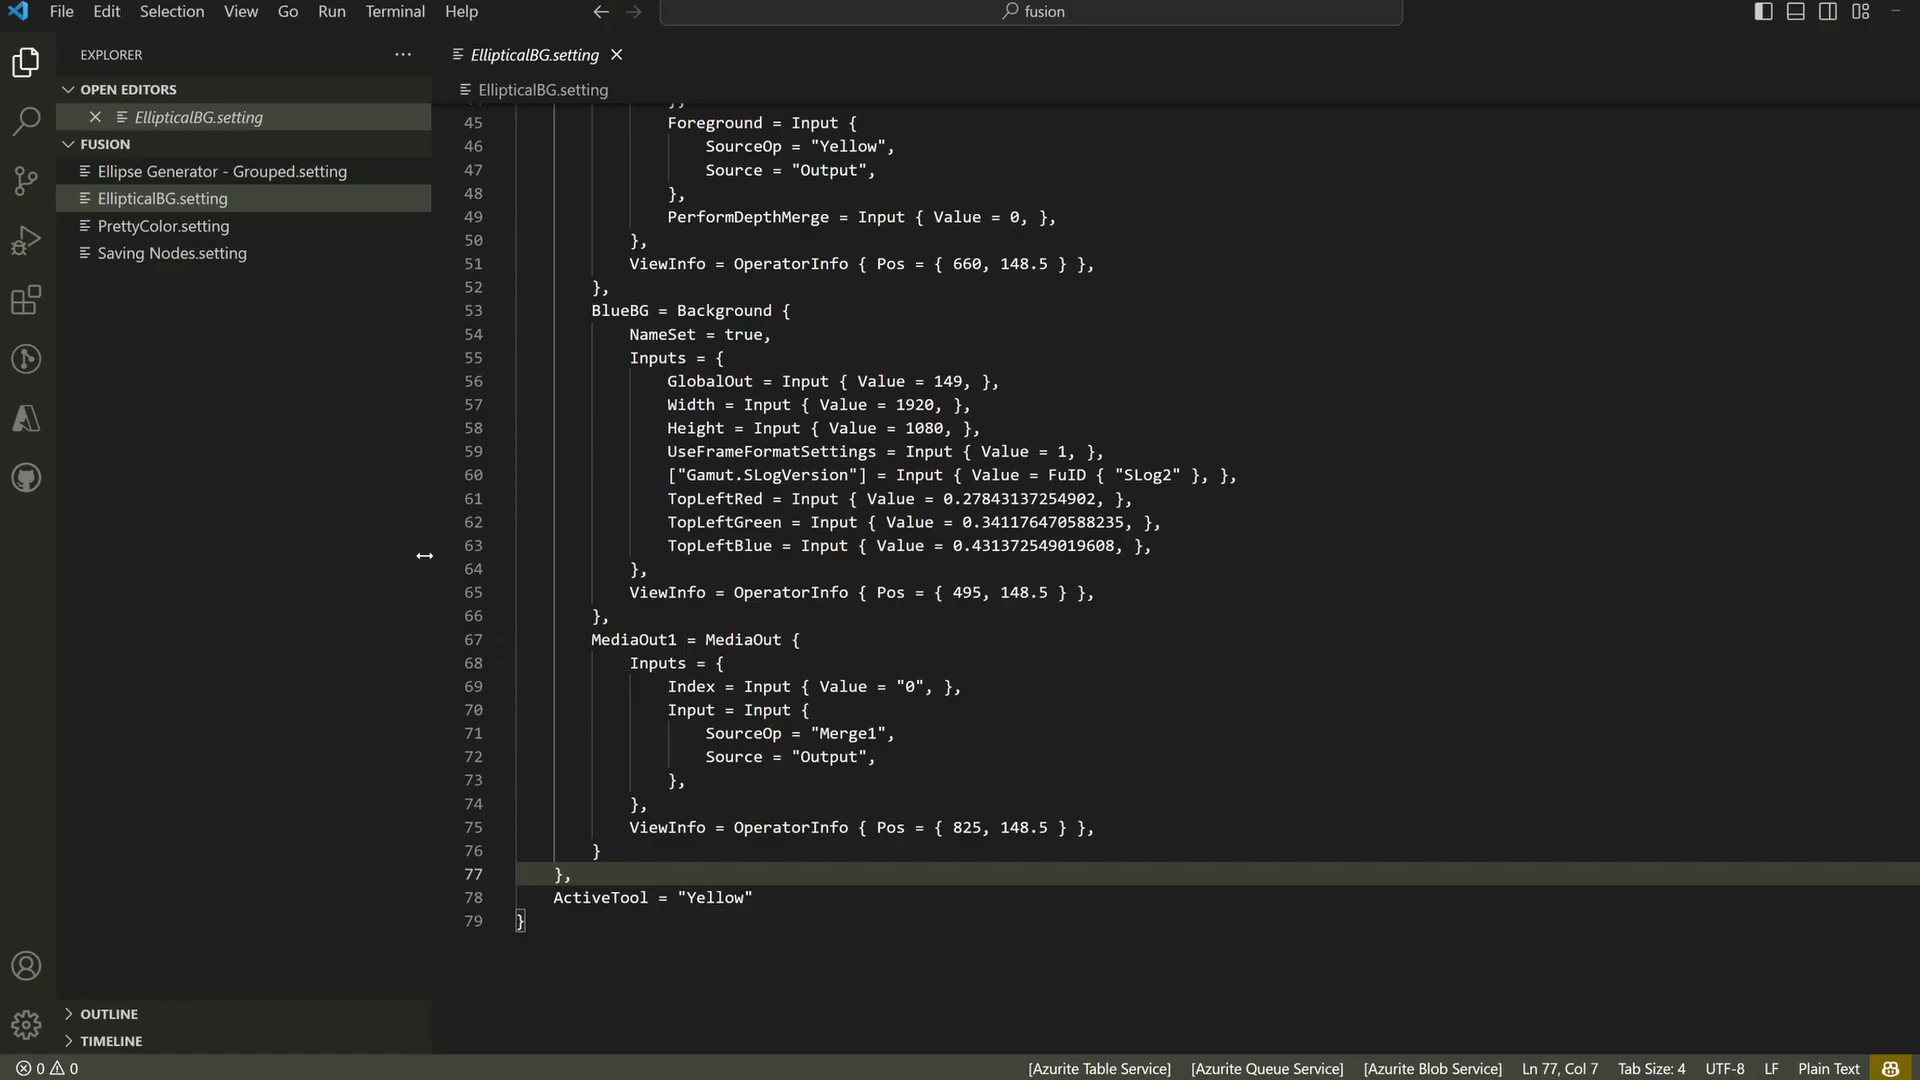 File Edit Selection View Go Run Terminal Help
fusion
EXPLORER
OPEN EDITORS
EllipticalBG.setting
FUSION
Ellipse Generator - Grouped.setting
EllipticalBG.setting
PrettyColor.setting
Saving Nodes.setting
OUTLINE
TIMELINE
EllipticalBG.setting
EllipticalBG.setting
45 Foreground = Input {
46 SourceOp = "Yellow",
47 Source = "Output",
48 },
49 PerformDepthMerge = Input { Value = 0, },
50 },
51 ViewInfo = OperatorInfo { Pos = { 660, 148.5 } },
52 },
53 BlueBG = Background {
54 NameSet = true,
55 Inputs = {
56 GlobalOut = Input { Value = 149, },
57 Width = Input { Value = 1920, },
58 Height = Input { Value = 1080, },
59 UseFrameFormatSettings = Input { Value = 1, },
60 ["Gamut.SLogVersion"] = Input { Value = FuID { "SLog2" }, },
61 TopLeftRed = Input { Value = 0.27843137254902, },
62 TopLeftGreen = Input { Value = 0.341176470588235, },
63 TopLeftBlue = Input { Value = 0.431372549019608, },
64 },
65 ViewInfo = OperatorInfo { Pos = { 495, 148.5 } },
66 },
67 MediaOut1 = MediaOut {
68 Inputs = {
69 Index = Input { Value = "0", },
70 Input = Input {
71 SourceOp = "Merge1",
72 Source = "Output",
73 },
74 },
75 ViewInfo = OperatorInfo { Pos = { 825, 148.5 } },
76 }
77 },
78 ActiveTool = "Yellow"
79 }
0 0 [Azurite Table Service] [Azurite Queue Service] [Azurite Blob Service] Ln 77, Col 7 Tab Size: 4 UTF-8 LF Plain Text